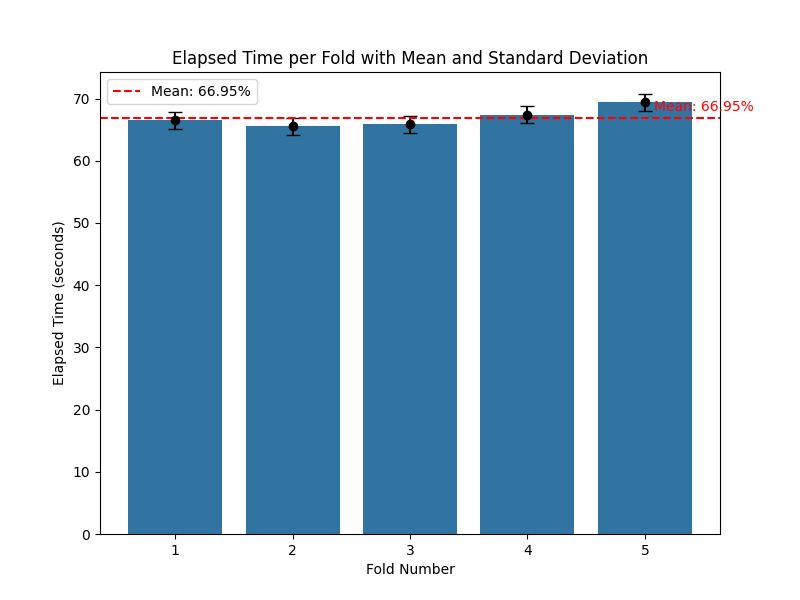 Elapsed Time per Fold with Mean and Standard Deviation
Mean: 66.95%
Mean: 66.95%
70
60
50
40
30
20
10
0
Elapsed Time (seconds)
1 2 3 4 5
Fold Number